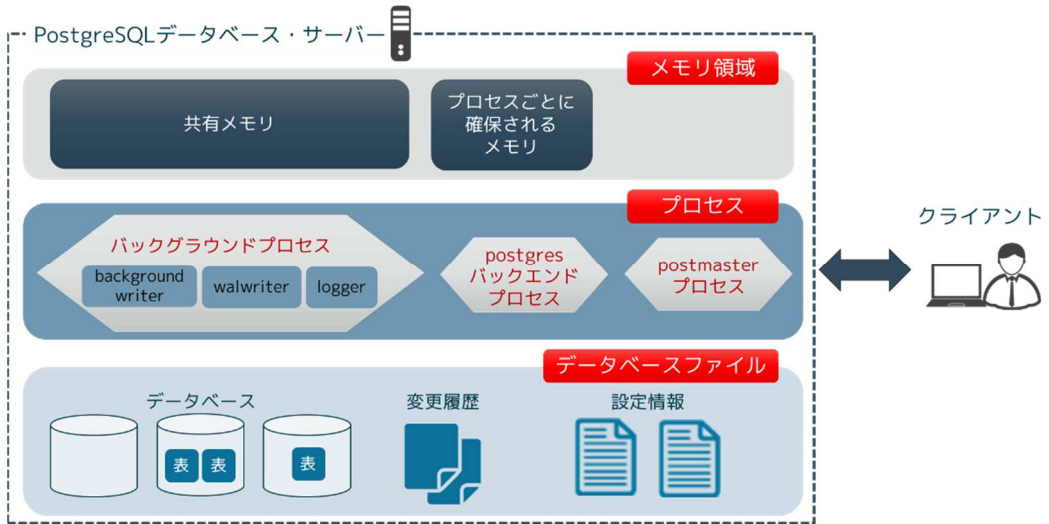 PostgreSQLデータベース・サーバー
メモリ領域
共有メモリ
プロセスごとに
確保される
メモリ
プロセス
バックグラウンドプロセス
background
writer
walwriter
logger
postgres
バックエンド
プロセス
postmaster
プロセス
クライアント
データベースファイル
データベース
変更履歴
設定情報
表
表
表